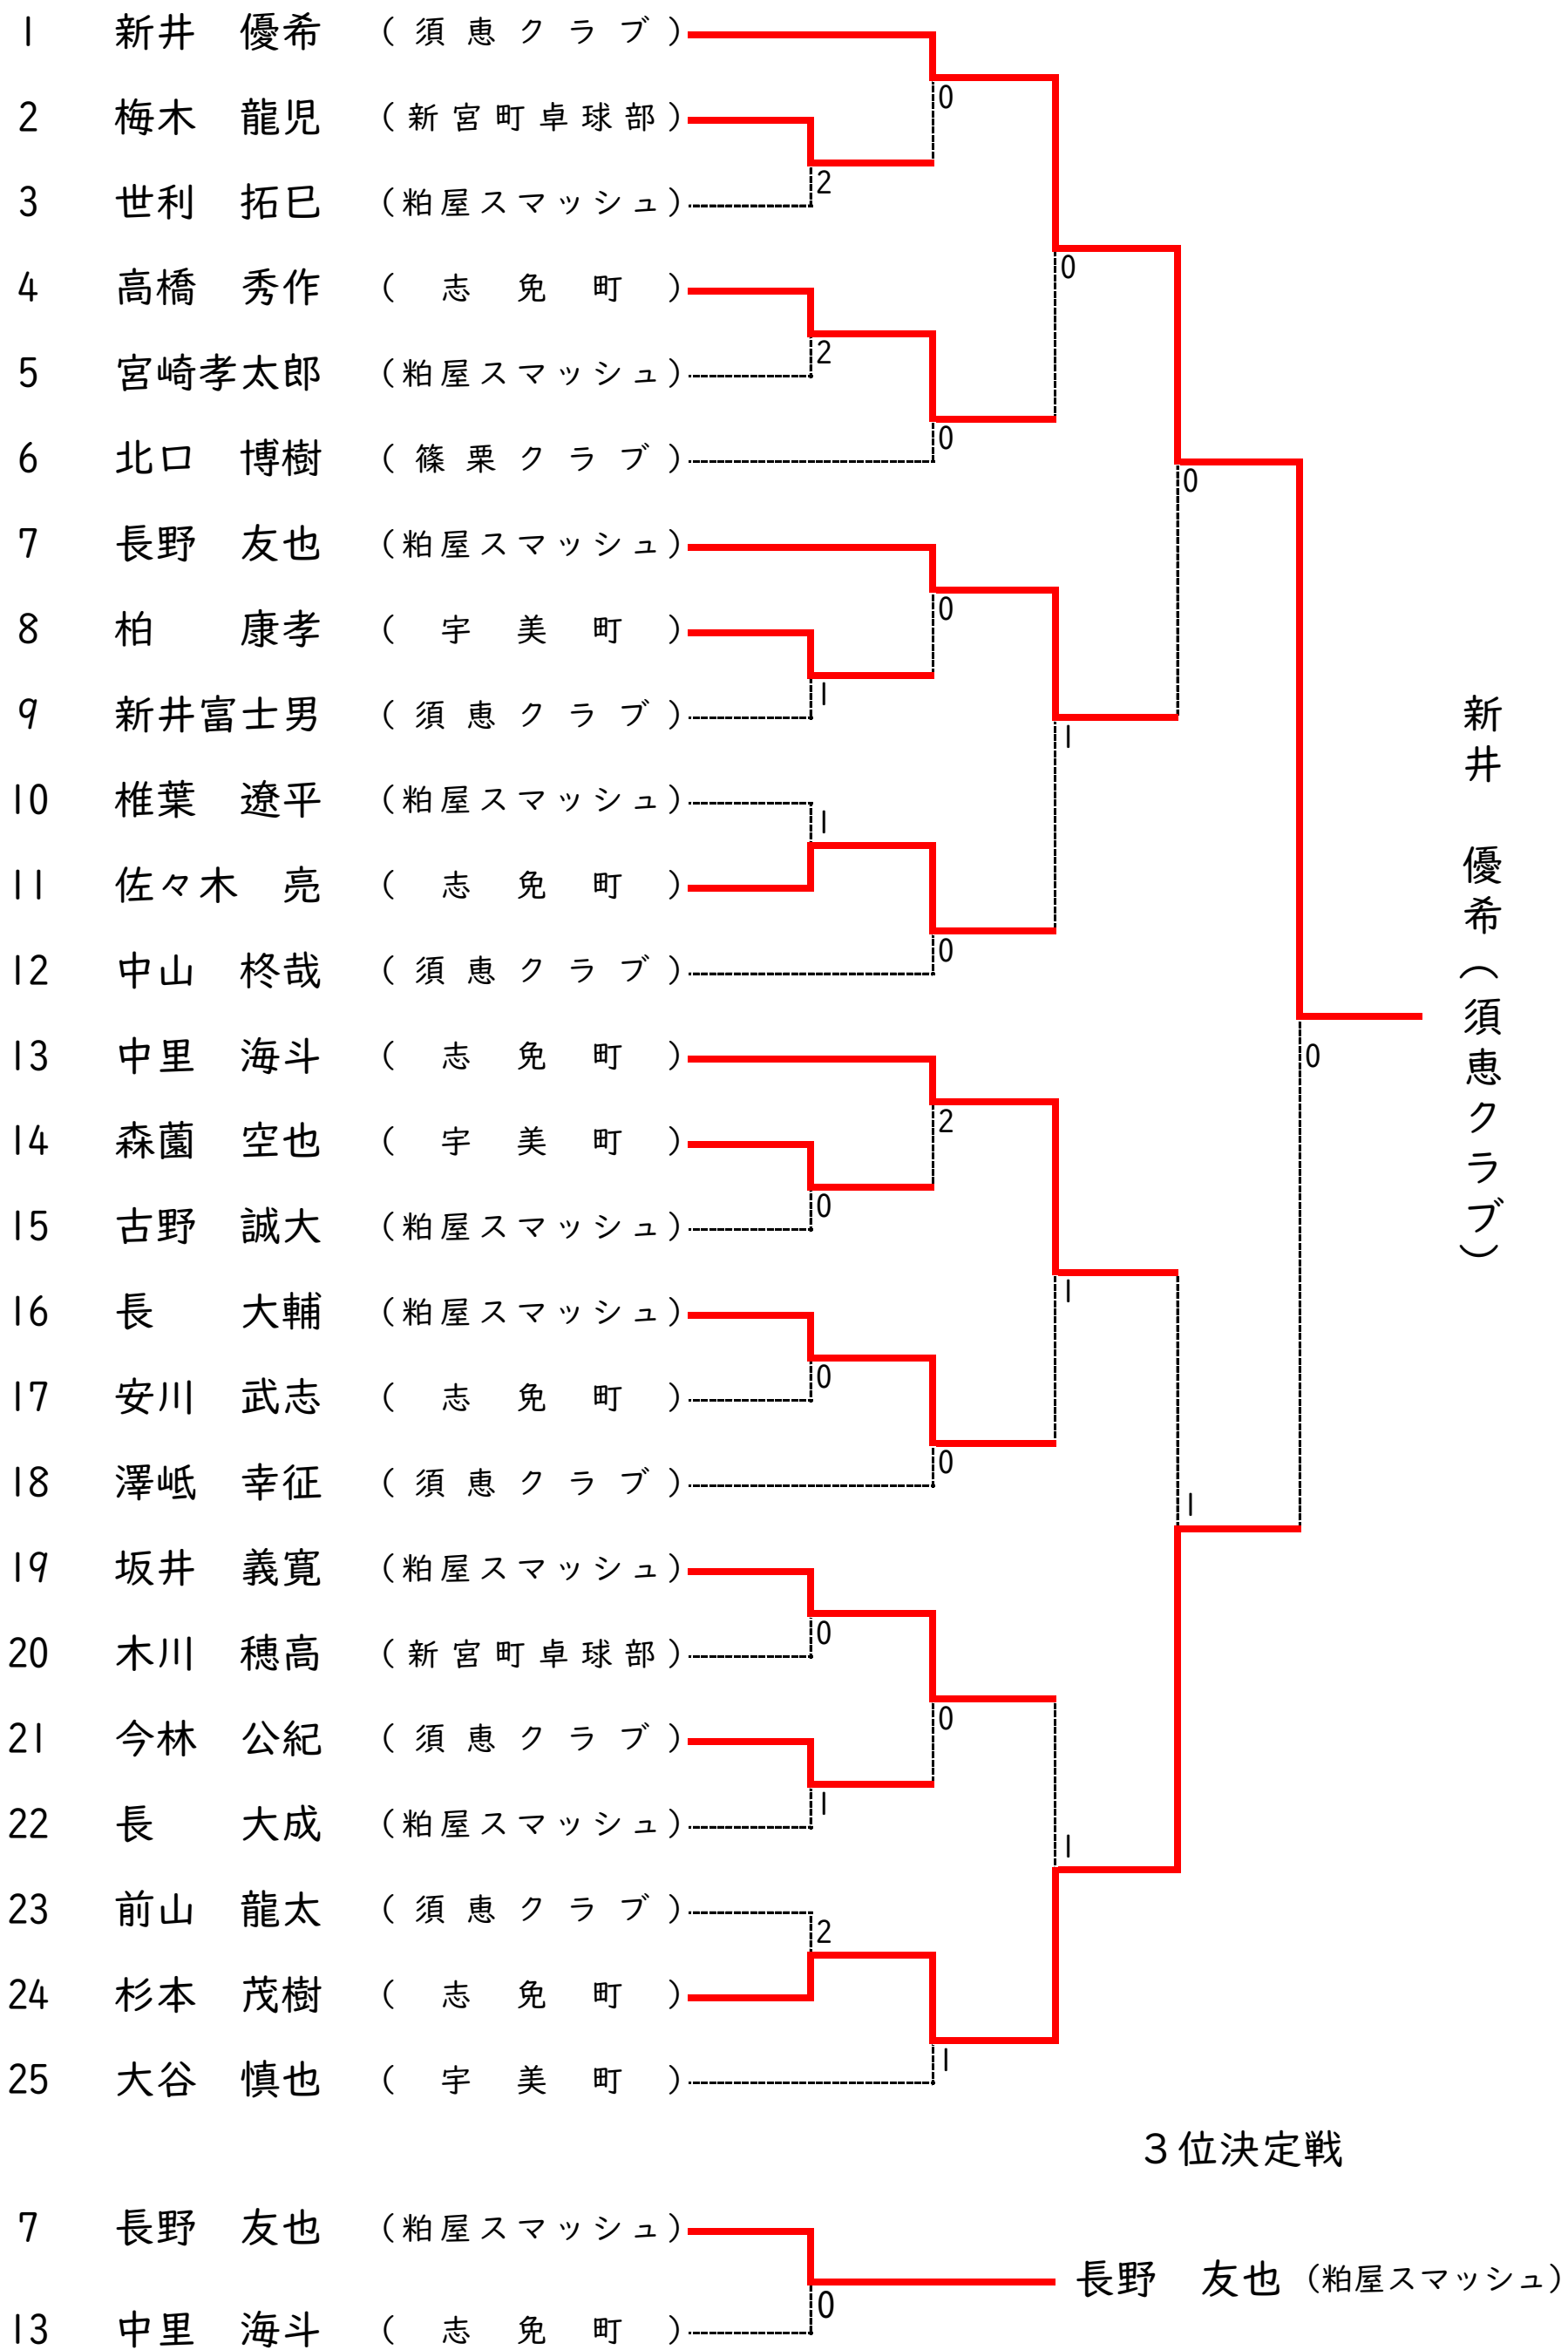 1 新井 優希 (須恵クラブ)
0
2 梅木 龍児 (新宮町卓球部)
2
3 世利 拓巳 (粕屋スマッシュ)
0
4 高橋 秀作 (志免町)
2
5 宮崎孝太郎 (粕屋スマッシュ)
0
6 北口 博樹 (篠栗クラブ)
0
7 長野 友也 (粕屋スマッシュ)
0
8 柏 康孝 (宇美町)
1
9 新井富士男 (須恵クラブ)
1
10 椎葉 遼平 (粕屋スマッシュ)
1
11 佐々木 亮 (志免町)
0
12 中山 柊哉 (須恵クラブ)
新井 優希(須恵クラブ)
0
13 中里 海斗 (志免町)
2
14 森薗 空也 (宇美町)
0
15 古野 誠大 (粕屋スマッシュ)
1
16 長 大輔 (粕屋スマッシュ)
0
17 安川 武志 (志免町)
0
18 澤岻 幸征 (須恵クラブ)
1
19 坂井 義寛 (粕屋スマッシュ)
0
20 木川 穂高 (新宮町卓球部)
0
21 今林 公紀 (須恵クラブ)
1
22 長 大成 (粕屋スマッシュ)
1
23 前山 龍太 (須恵クラブ)
2
24 杉本 茂樹 (志免町)
1
25 大谷 慎也 (宇美町)
3位決定戦
7 長野 友也 (粕屋スマッシュ)
長野 友也 (粕屋スマッシュ)
0
13 中里 海斗 (志免町)